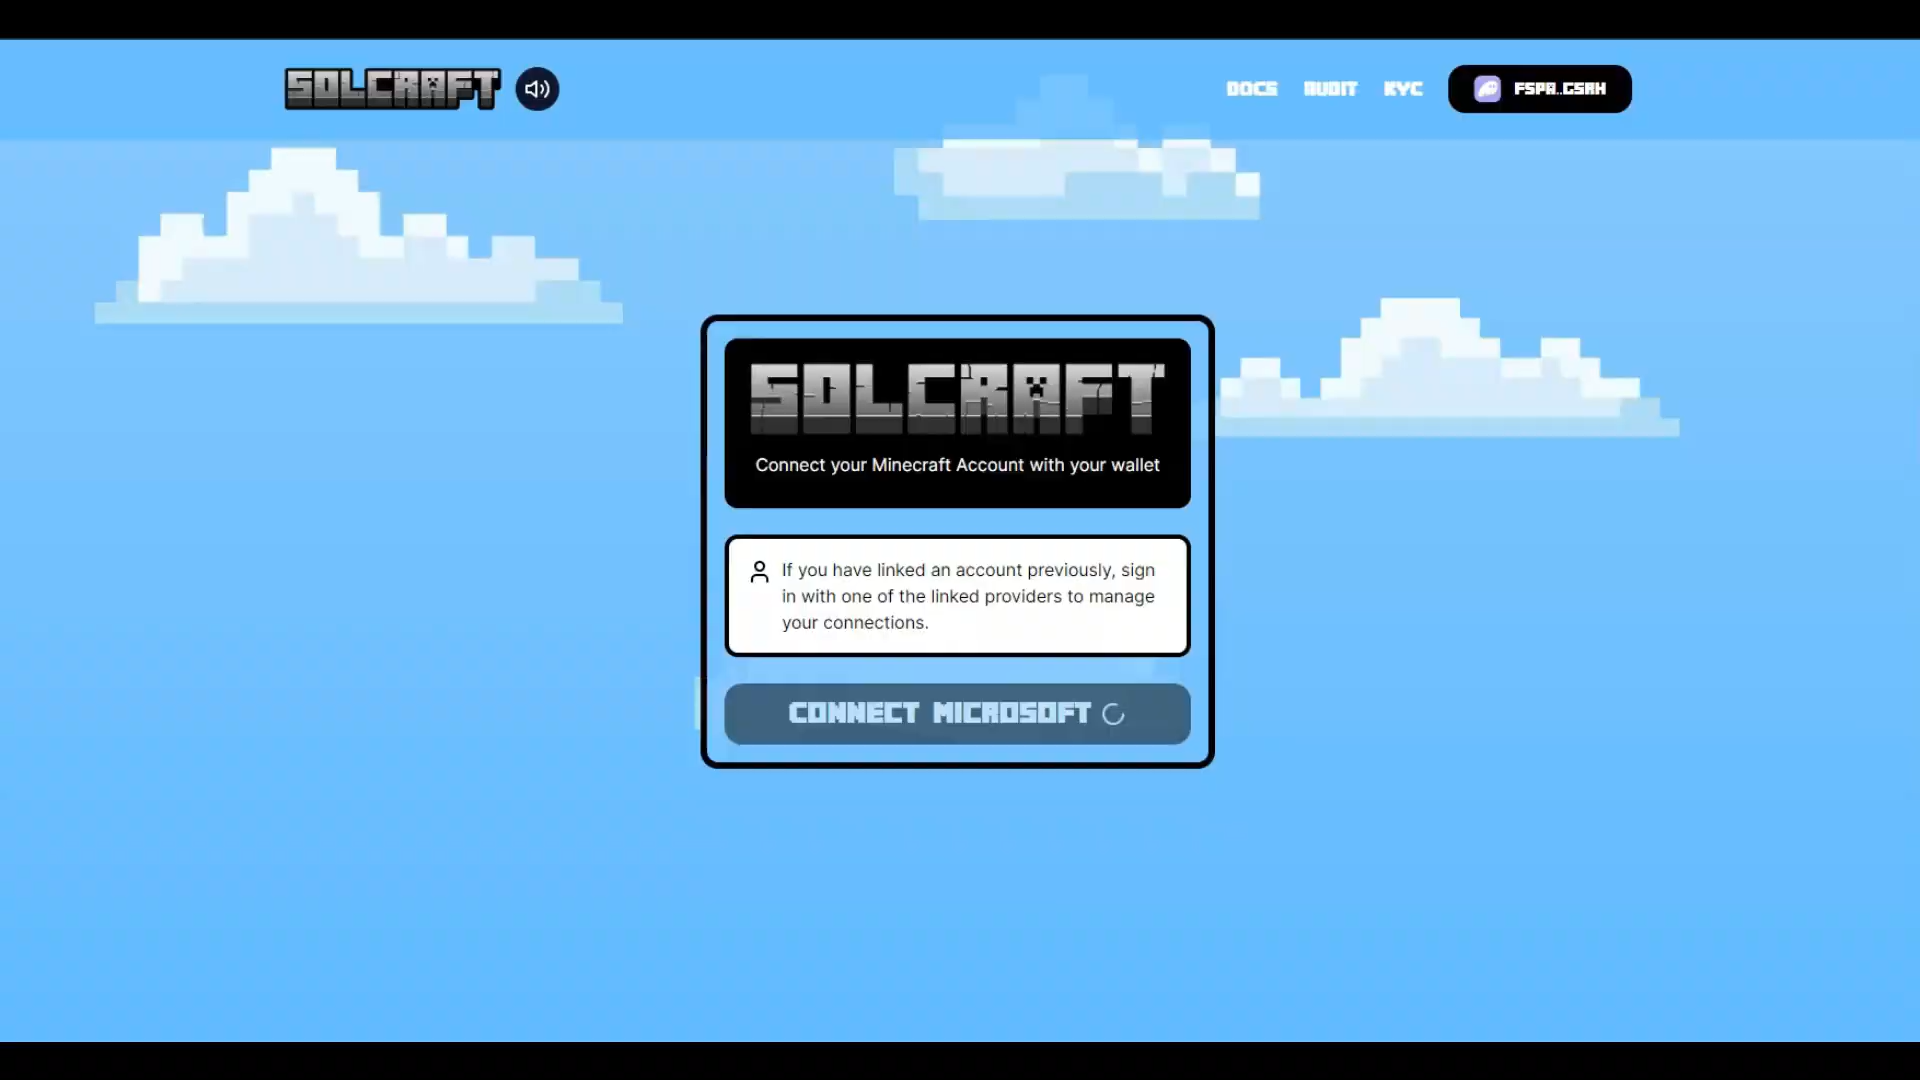 SOLCRAFT
DOCS AUDIT KYC FSPA..GSRH
SOLCRAFT
Connect your Minecraft Account with your wallet
If you have linked an account previously, sign
in with one of the linked providers to manage
your connections.
CONNECT MICROSOFT